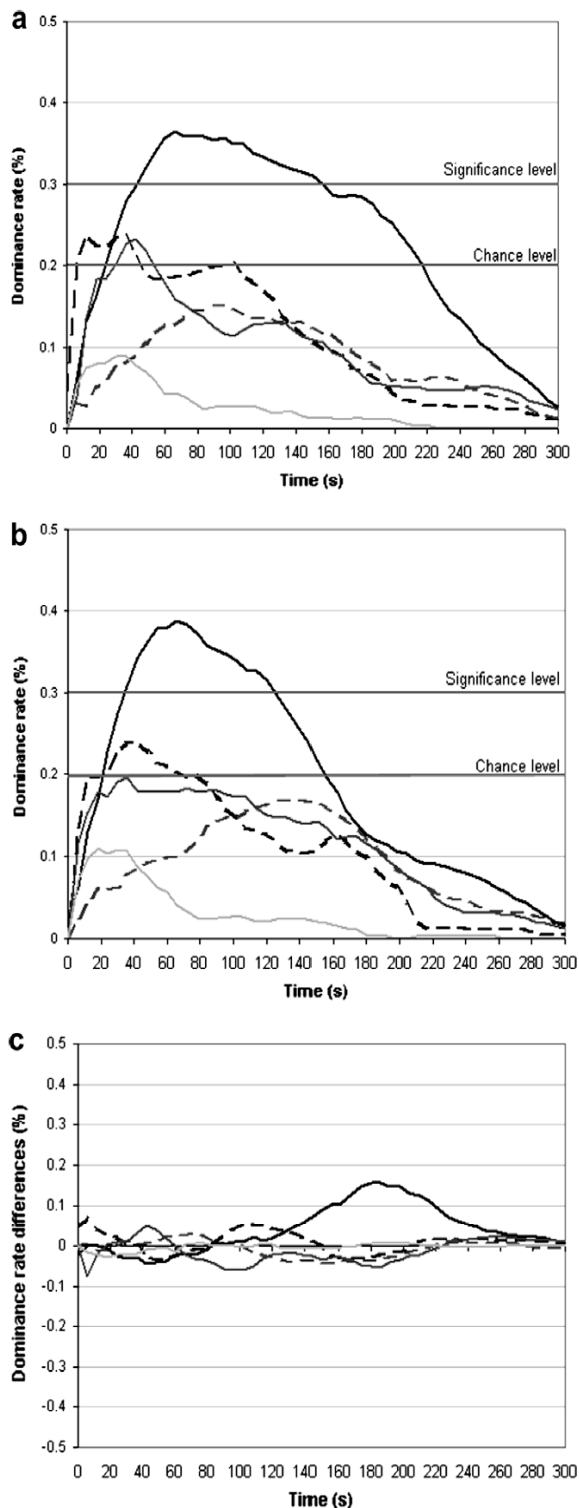 a
Dominance rate (%)
0.5
0.4
0.3
0.2
0.1
0
Significance level
Chance level
0 20 40 60 80 100 120 140 160 180 200 220 240 260 280 300
Time (s)
b
Dominance rate (%)
0.5
0.4
0.3
0.2
0.1
0
Significance level
Chance level
0 20 40 60 80 100 120 140 160 180 200 220 240 260 280 300
Time (s)
c
Dominance rate differences (%)
0.5
0.4
0.3
0.2
0.1
0
-0.1
-0.2
-0.3
-0.4
-0.5
0 20 40 60 80 100 120 140 160 180 200 220 240 260 280 300
Time (s)